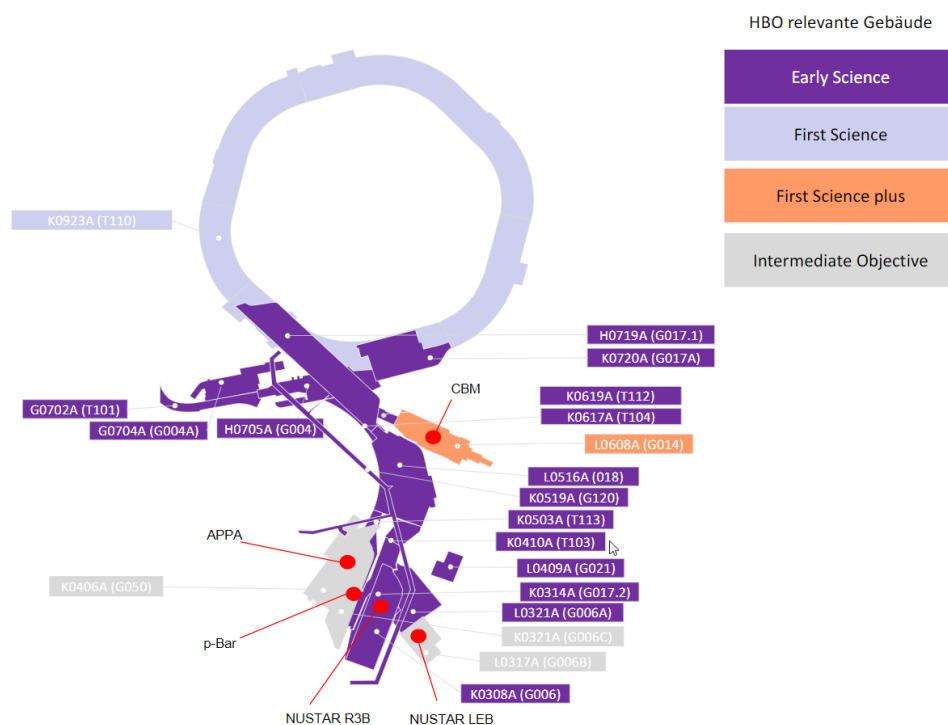 HBO relevante Gebäude
Early Science
First Science
First Science plus
Intermediate Objective
K0923A (T110)
H0719A (G017.1)
K0720A (G017A)
CBM
K0619A (T112)
K0617A (T104)
G0702A (T101)
G0704A (G004A)
H0705A (G004)
L0608A (G014)
L0516A (018)
K0519A (G120)
K0503A (T113)
APPA
K0410A (T103)
L0409A (G021)
K0406A (G050)
K0314A (G017.2)
L0321A (G006A)
p-Bar
K0321A (G006C)
L0317A (G006B)
K0308A (G006)
NUSTAR R3B
NUSTAR LEB